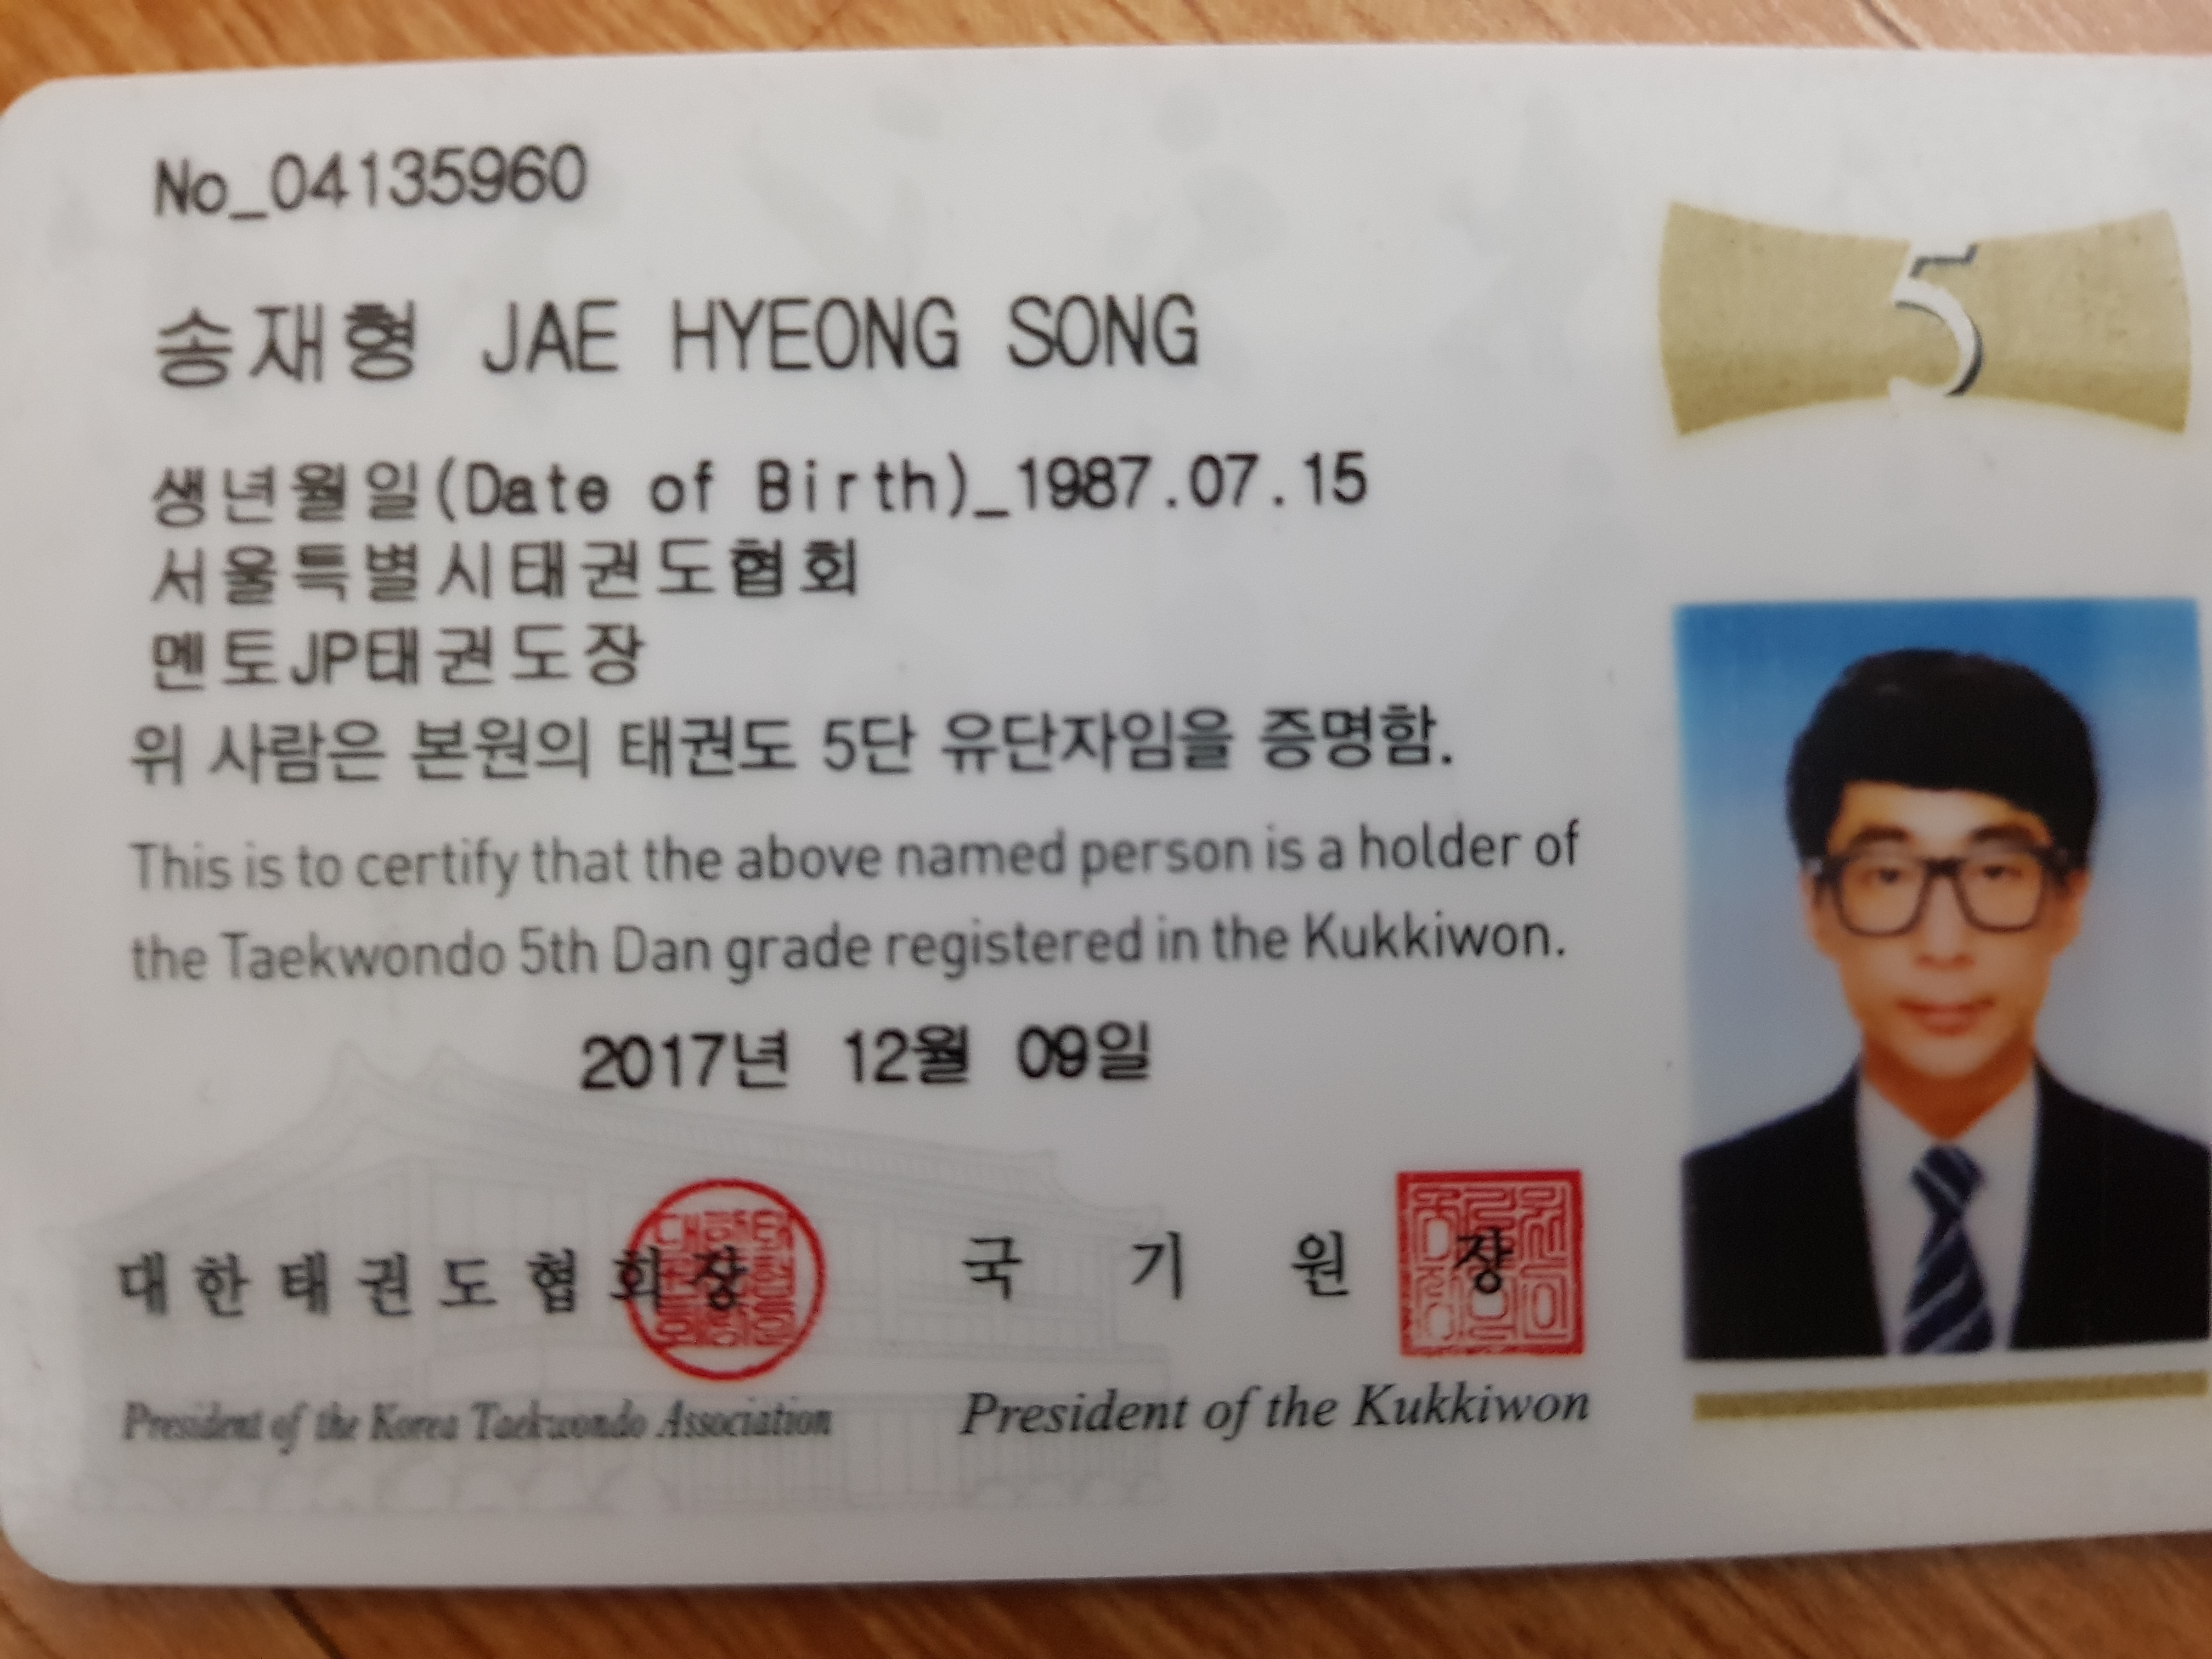 No_04135960
5
송재형 JAE HYEONG SONG
생년월일(Date of Birth)_1987.07.15
서울특별시태권도협회
멘토JP태권도장
위 사람은 본원의 태권도 5단 유단자임을 증명함.
This is to certify that the above named person is a holder of
the Taekwondo 5th Dan grade registered in the Kukkiwon.
2017년 12월 09일
대한태권도협회장 국기원장
President of the Korea Taekwondo Association President of the Kukkiwon